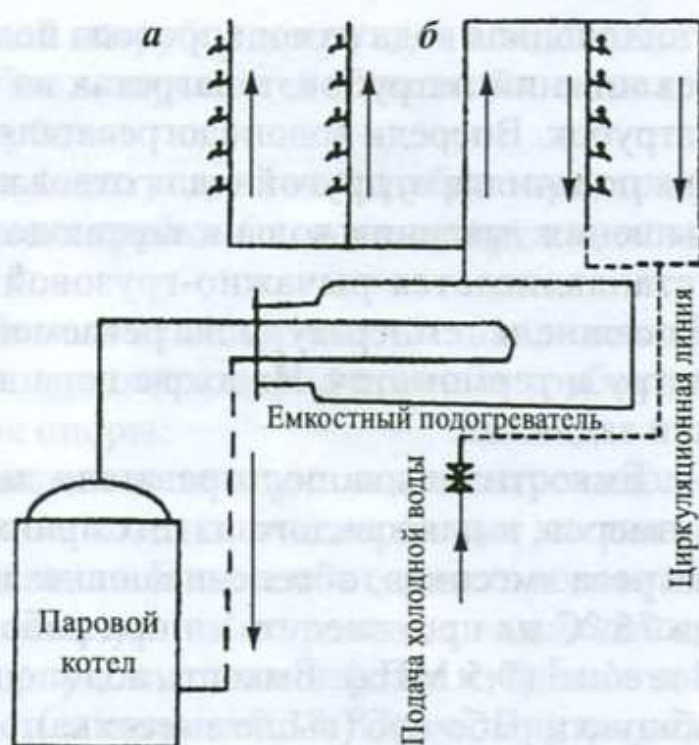 а
б
Емкостный подогреватель
Паровой
котел
Подача холодной воды
Циркуляционная линия